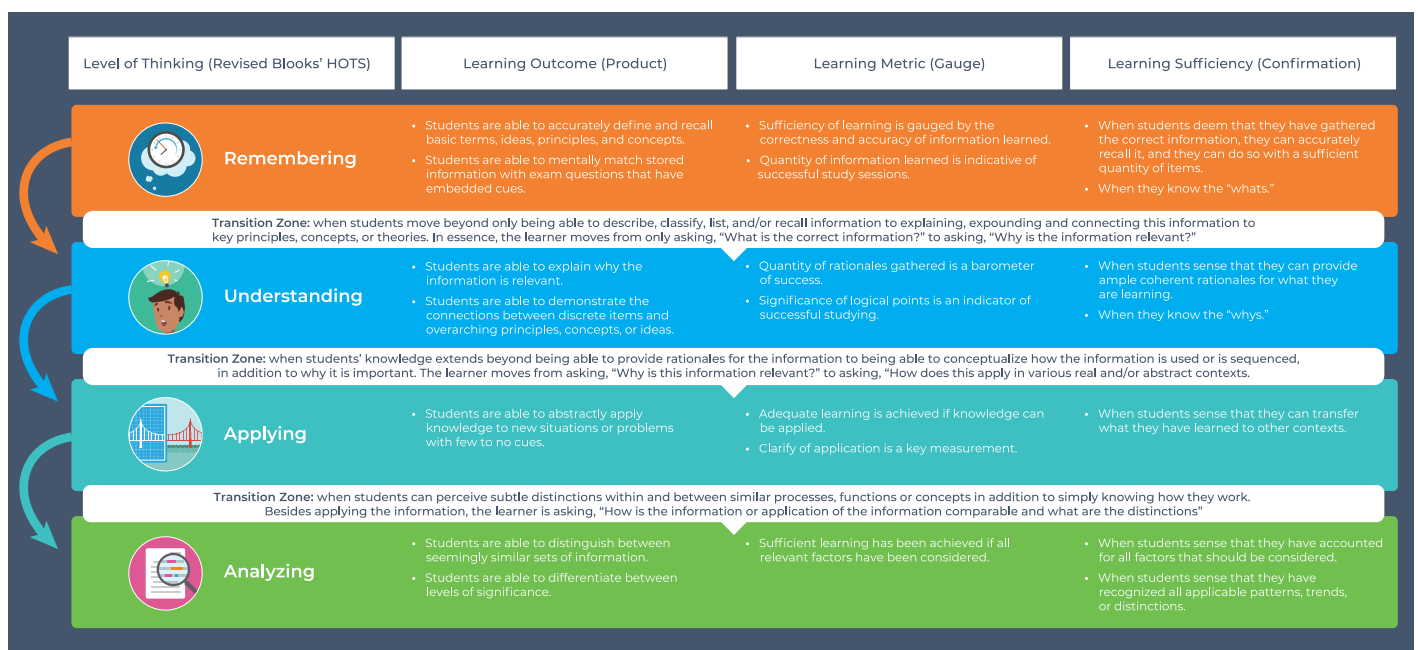 Level of Thinking (Revised Blooks' HOTS)
Learning Outcome (Product)
Learning Metric (Gauge)
Learning Sufficiency (Confirmation)
Remembering
• Students are able to accurately define and recall
basic terms, ideas, principles, and concepts.
• Students are able to mentally match stored
information with exam questions that have
embedded cues.
• Sufficiency of learning is gauged by the
correctness and accuracy of information learned.
• Quantity of information learned is indicative of
successful study sessions.
• When students deem that they have gathered
the correct information, they can accurately
recall it, and they can do so with a sufficient
quantity of items.
• When they know the “whats.”
Transition Zone: when students move beyond only being able to describe, classify, list, and/or recall information to explaining, expounding and connecting this information to
key principles, concepts, or theories. In essence, the learner moves from only asking, “What is the correct information?” to asking, “Why is the information relevant?”
Understanding
• Students are able to explain why the
information is relevant.
• Students are able to demonstrate the
connections between discrete items and
overarching principles, concepts, or ideas.
• Quantity of rationales gathered is a barometer
of success.
• Significance of logical points is an indicator of
successful studying.
• When students sense that they can provide
ample coherent rationales for what they
are learning.
• When they know the “whys.”
Transition Zone: when students’ knowledge extends beyond being able to provide rationales for the information to being able to conceptualize how the information is used or is sequenced,
in addition to why it is important. The learner moves from asking, “Why is this information relevant?” to asking, “How does this apply in various real and/or abstract contexts.
Applying
• Students are able to abstractly apply
knowledge to new situations or problems
with few to no cues.
• Adequate learning is achieved if knowledge can
be applied.
• Clarify of application is a key measurement.
• When students sense that they can transfer
what they have learned to other contexts.
Transition Zone: when students can perceive subtle distinctions within and between similar processes, functions or concepts in addition to simply knowing how they work.
Besides applying the information, the learner is asking, “How is the information or application of the information comparable and what are the distinctions”
Analyzing
• Students are able to distinguish between
seemingly similar sets of information.
• Students are able to differentiate between
levels of significance.
• Sufficient learning has been achieved if all
relevant factors have been considered.
• When students sense that they have accounted
for all factors that should be considered.
• When students sense that they have
recognized all applicable patterns, trends,
or distinctions.